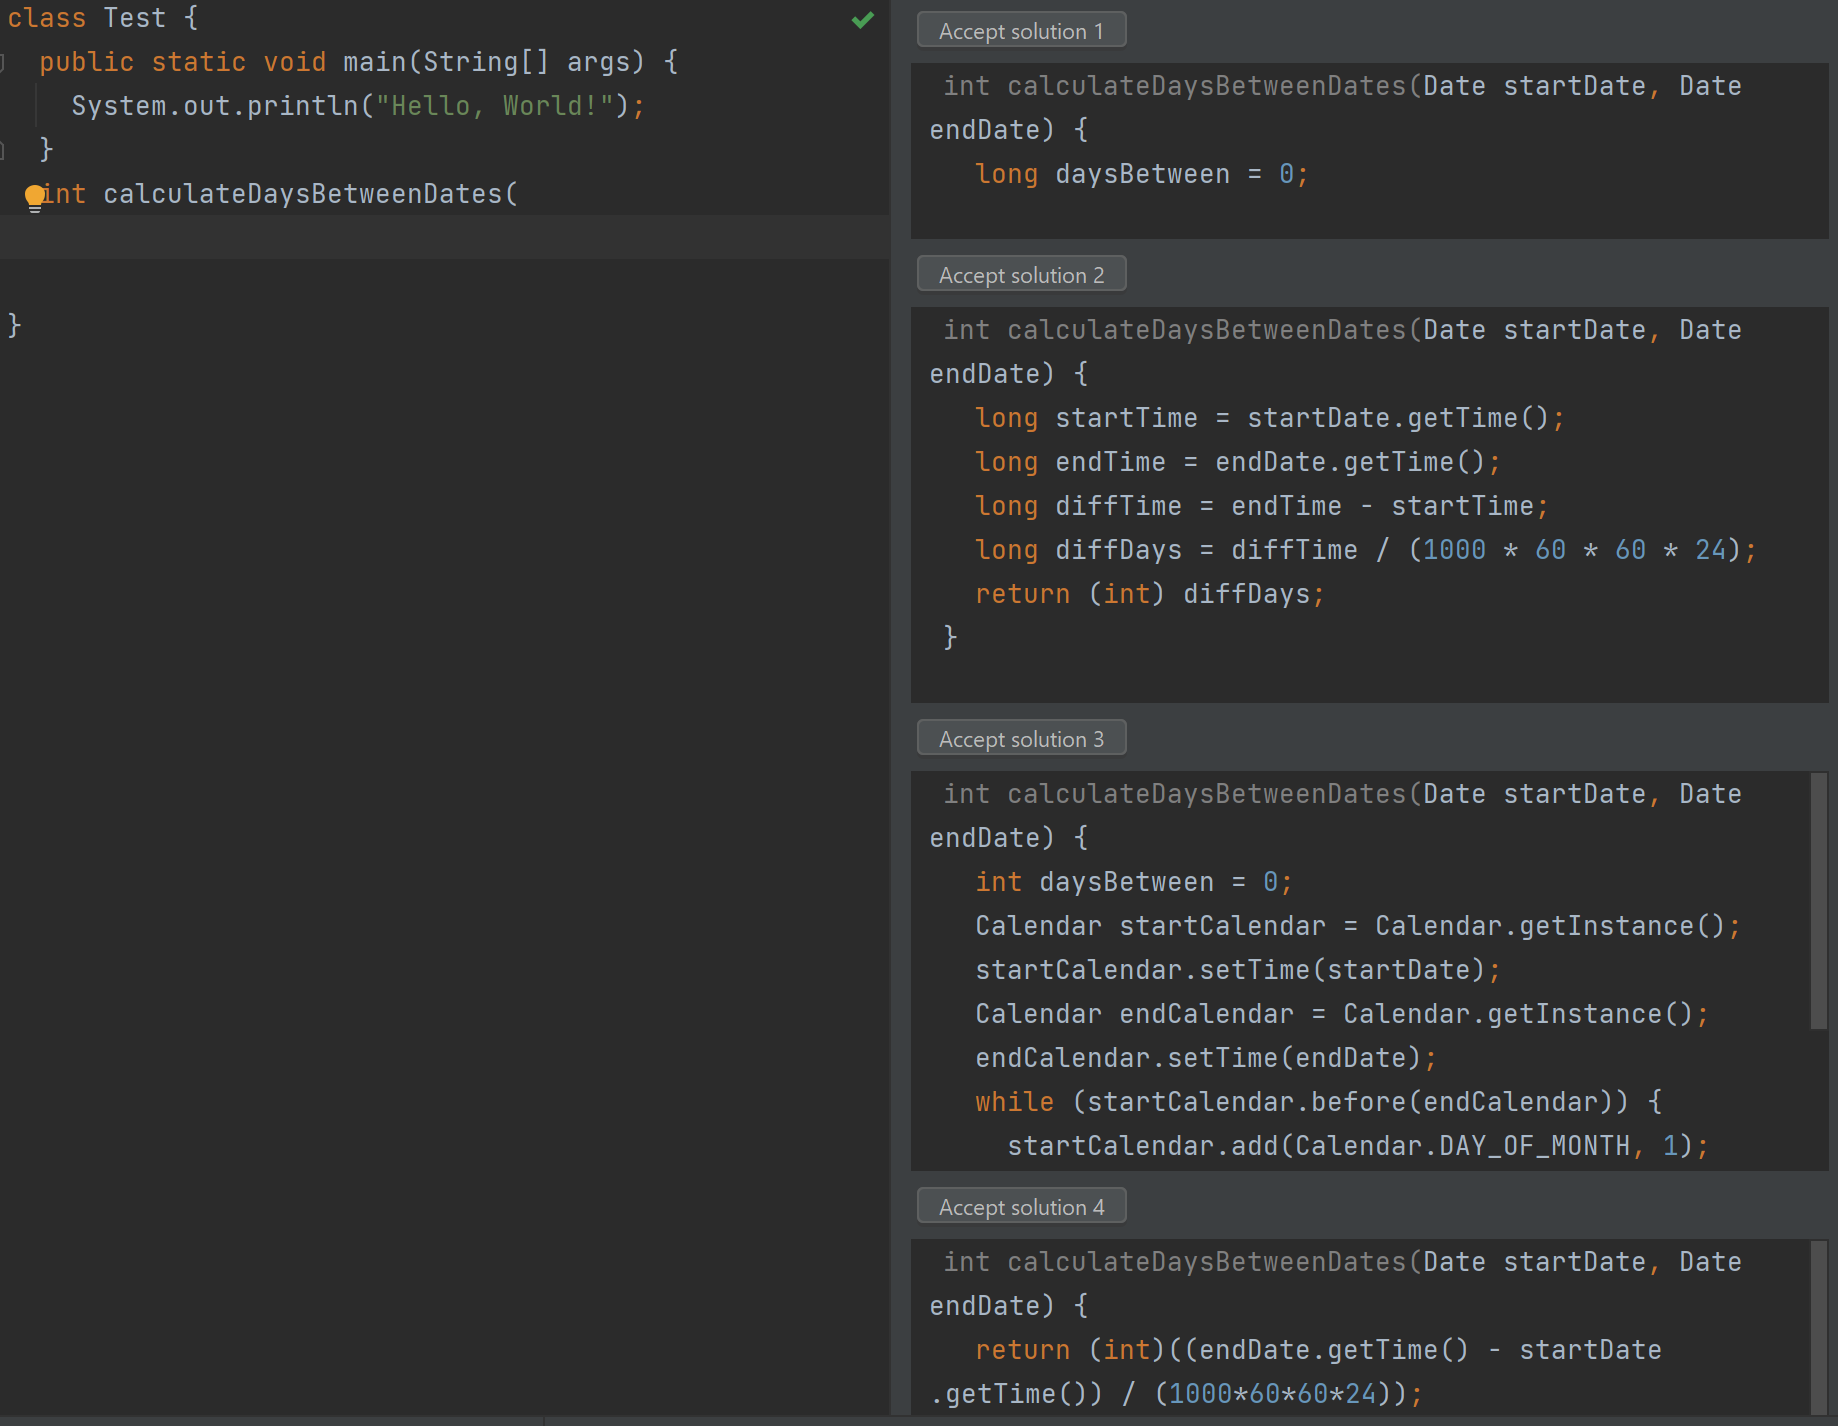 class Test {
public static void main(String[] args) {
System.out.println("Hello, World!");
}
int calculateDaysBetweenDates(
}
Accept solution 1
int calculateDaysBetweenDates(Date startDate, Date
endDate) {
long daysBetween = 0;
Accept solution 2
int calculateDaysBetweenDates(Date startDate, Date
endDate) {
long startTime = startDate.getTime();
long endTime = endDate.getTime();
long diffTime = endTime - startTime;
long diffDays = diffTime / (1000 * 60 * 60 * 24);
return (int) diffDays;
}
Accept solution 3
int calculateDaysBetweenDates(Date startDate, Date
endDate) {
int daysBetween = 0;
Calendar startCalendar = Calendar.getInstance();
startCalendar.setTime(startDate);
Calendar endCalendar = Calendar.getInstance();
endCalendar.setTime(endDate);
while (startCalendar.before(endCalendar)) {
startCalendar.add(Calendar.DAY_OF_MONTH, 1);
Accept solution 4
int calculateDaysBetweenDates(Date startDate, Date
endDate) {
return (int)((endDate.getTime() - startDate
.getTime()) / (1000*60*60*24));